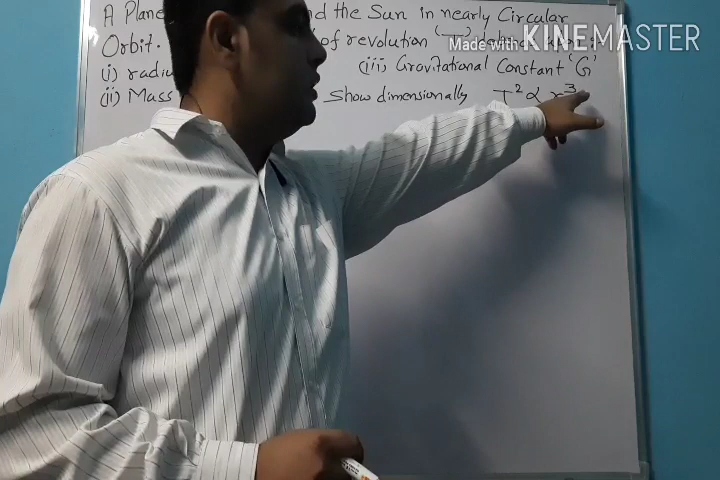 A Plane nd the Sun in nearly Circular
Orbit. of revolution (T)
(i) radiu (iii) Gravitational Constant 'G'
(ii) Mass Show dimensionally T² ∝ r³
Made with KINEMASTER